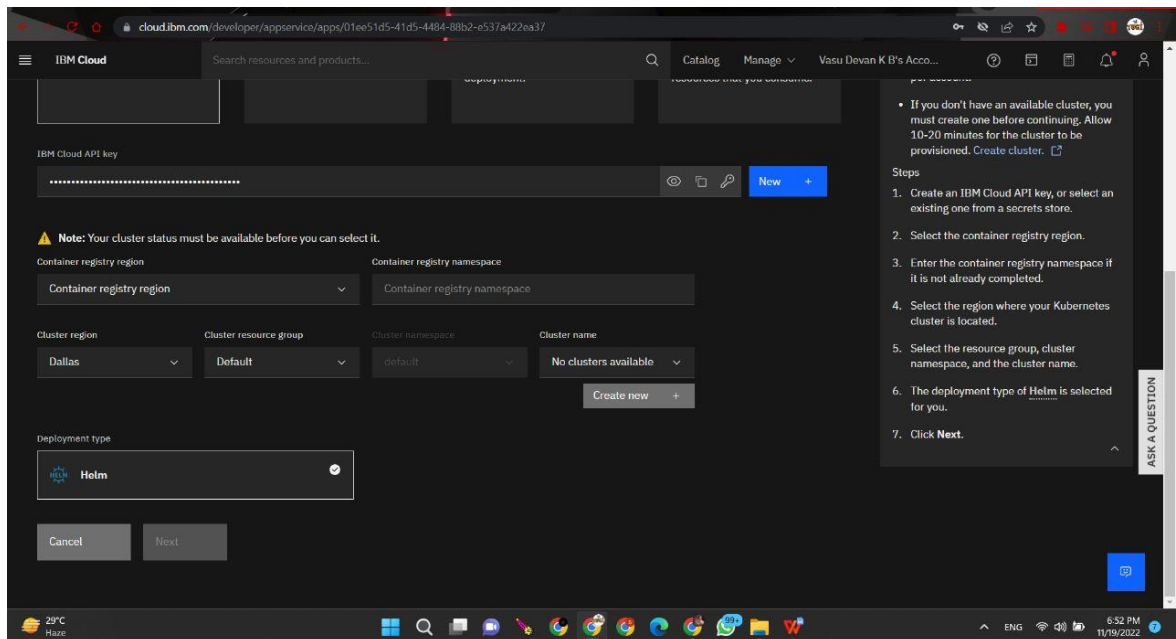 cloud.ibm.com/developer/appservice/apps/01ee51d5-41d5-4484-88b2-e537a422ea37
IBM Cloud
Search resources and products...
Catalog
Manage
Vasu Devan K B's Acco...
deployment.
resources that you consume.
per account.
• If you don't have an available cluster, you
must create one before continuing. Allow
10-20 minutes for the cluster to be
provisioned. Create cluster.
IBM Cloud API key
New +
Note: Your cluster status must be available before you can select it.
Container registry region
Container registry namespace
Container registry region
Container registry namespace
Cluster region
Cluster resource group
Cluster namespace
Cluster name
Dallas
Default
default
No clusters available
Create new +
Deployment type
HELM
Helm
Cancel
Next
Steps
1. Create an IBM Cloud API key, or select an
existing one from a secrets store.
2. Select the container registry region.
3. Enter the container registry namespace if
it is not already completed.
4. Select the region where your Kubernetes
cluster is located.
5. Select the resource group, cluster
namespace, and the cluster name.
6. The deployment type of Helm is selected
for you.
7. Click Next.
ASK A QUESTION
29°C
Haze
99+
ENG
6:52 PM
11/19/2022
7